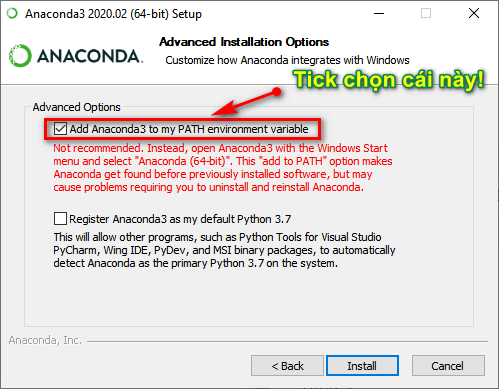 Anaconda3 2020.02 (64-bit) Setup
ANACONDA.
Advanced Installation Options
Customize how Anaconda integrates with Windows
Tick chọn cái này!
Advanced Options
Add Anaconda3 to my PATH environment variable
Not recommended. Instead, open Anaconda3 with the Windows Start
menu and select "Anaconda (64-bit)". This "add to PATH" option makes
Anaconda get found before previously installed software, but may
cause problems requiring you to uninstall and reinstall Anaconda.
Register Anaconda3 as my default Python 3.7
This will allow other programs, such as Python Tools for Visual Studio
PyCharm, Wing IDE, PyDev, and MSI binary packages, to automatically
detect Anaconda as the primary Python 3.7 on the system.
Anaconda, Inc.
< Back
Install
Cancel